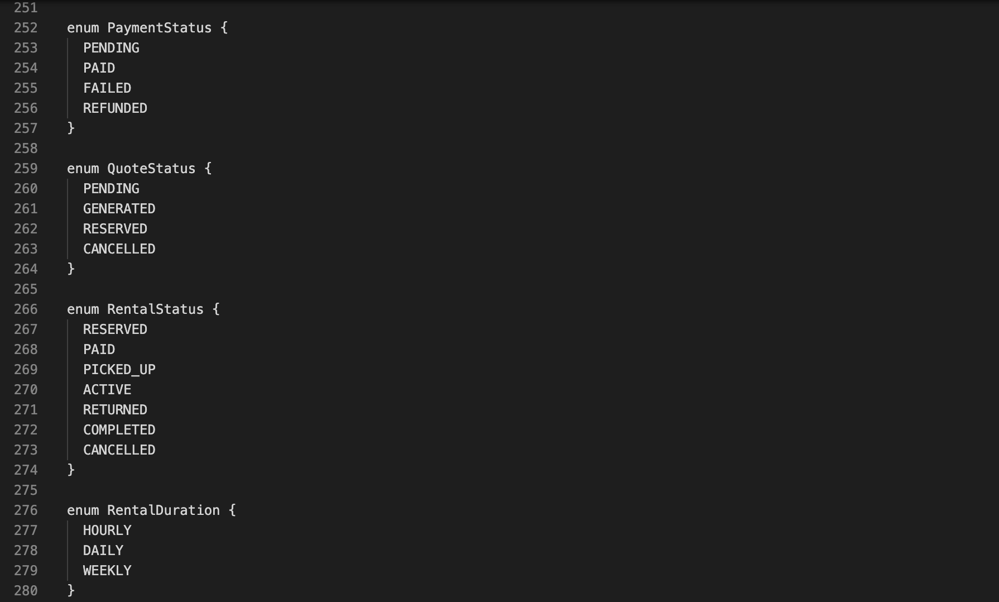 251
252 enum PaymentStatus {
253 PENDING
254 PAID
255 FAILED
256 REFUNDED
257 }
258
259 enum QuoteStatus {
260 PENDING
261 GENERATED
262 RESERVED
263 CANCELLED
264 }
265
266 enum RentalStatus {
267 RESERVED
268 PAID
269 PICKED_UP
270 ACTIVE
271 RETURNED
272 COMPLETED
273 CANCELLED
274 }
275
276 enum RentalDuration {
277 HOURLY
278 DAILY
279 WEEKLY
280 }